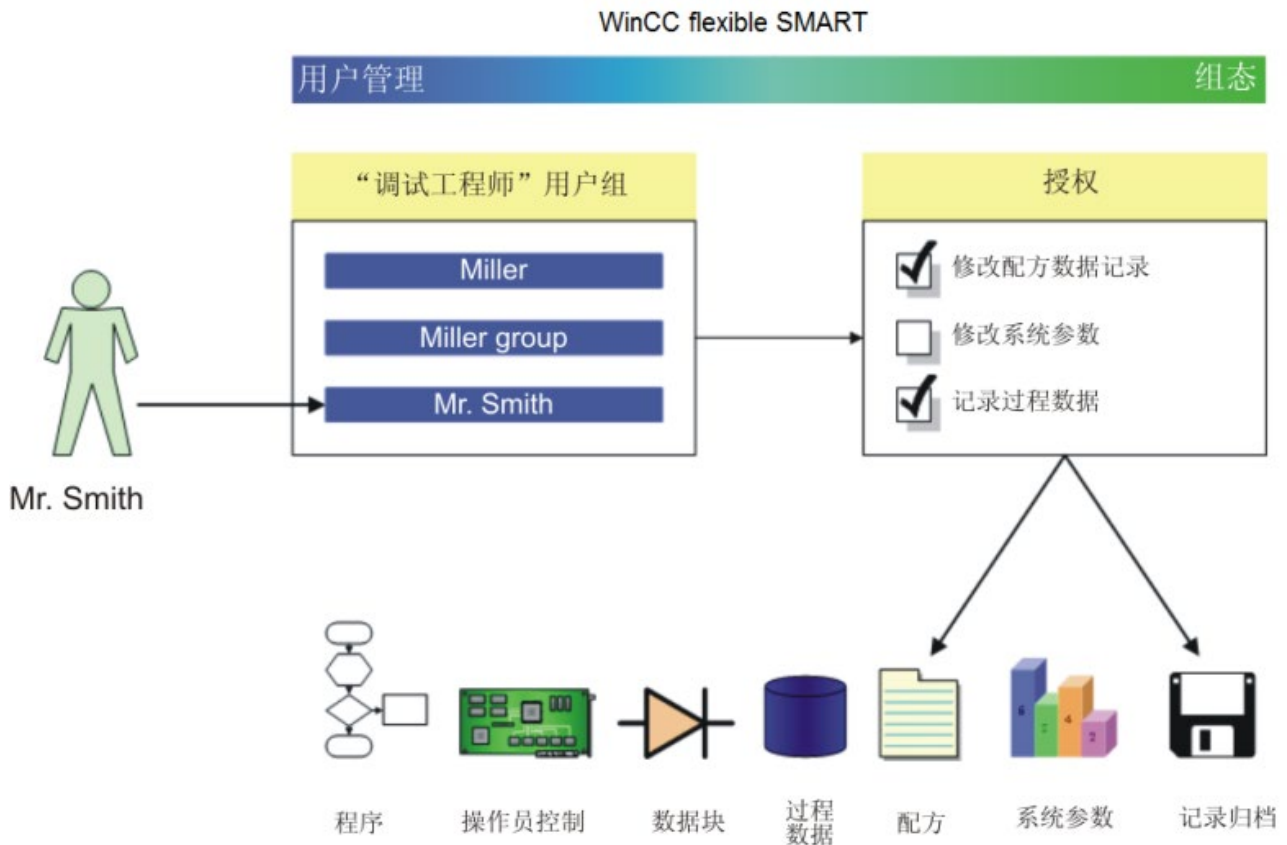 WinCC flexible SMART
用户管理
组态
“调试工程师”用户组
授权
Miller
Miller group
Mr. Smith
修改配方数据记录
修改系统参数
记录过程数据
Mr. Smith
6
4
2
程序
操作员控制
数据块
过程
数据
配方
系统参数
记录归档